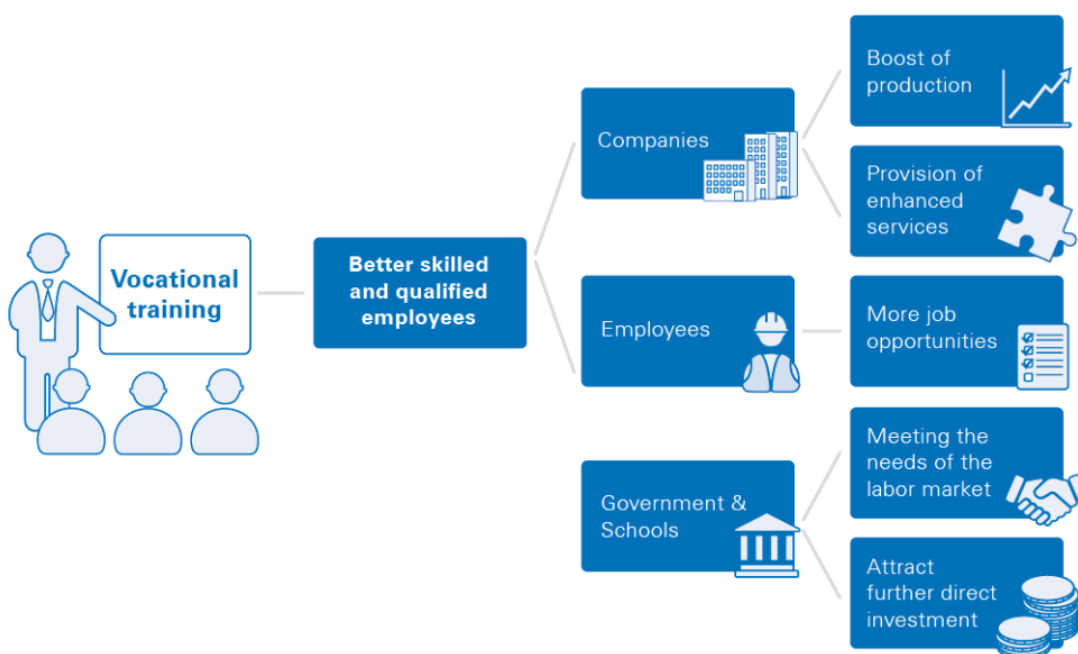 Vocational
training
Better skilled
and qualified
employees
Companies
Boost of
production
Provision of
enhanced
services
Employees
More job
opportunities
Government &
Schools
Meeting the
needs of the
labor market
Attract
further direct
investment